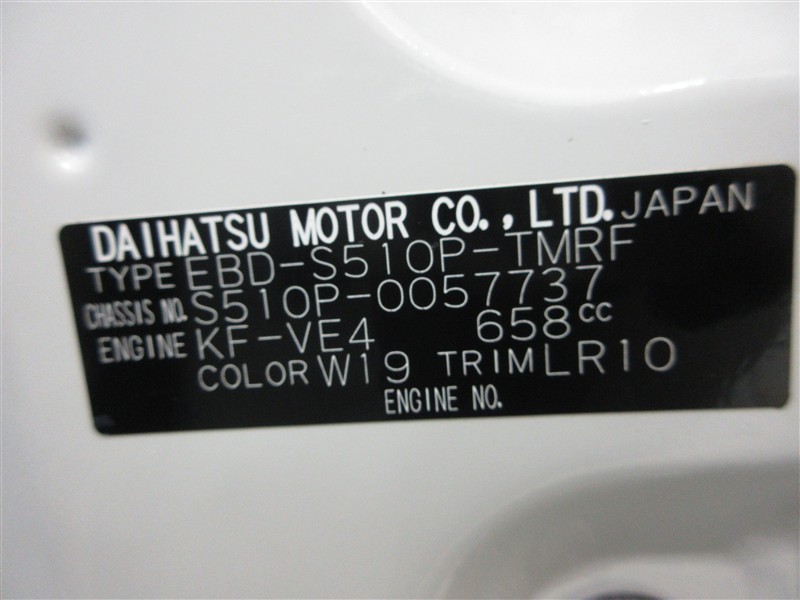 DAIHATSU MOTOR CO., LTD. JAPAN
TYPE EBD-S510P-TMRF
CHASSIS NO. S510P-0057737
ENGINE KF-VE4 658cc
COLOR W19 TRIM LR10
ENGINE NO.